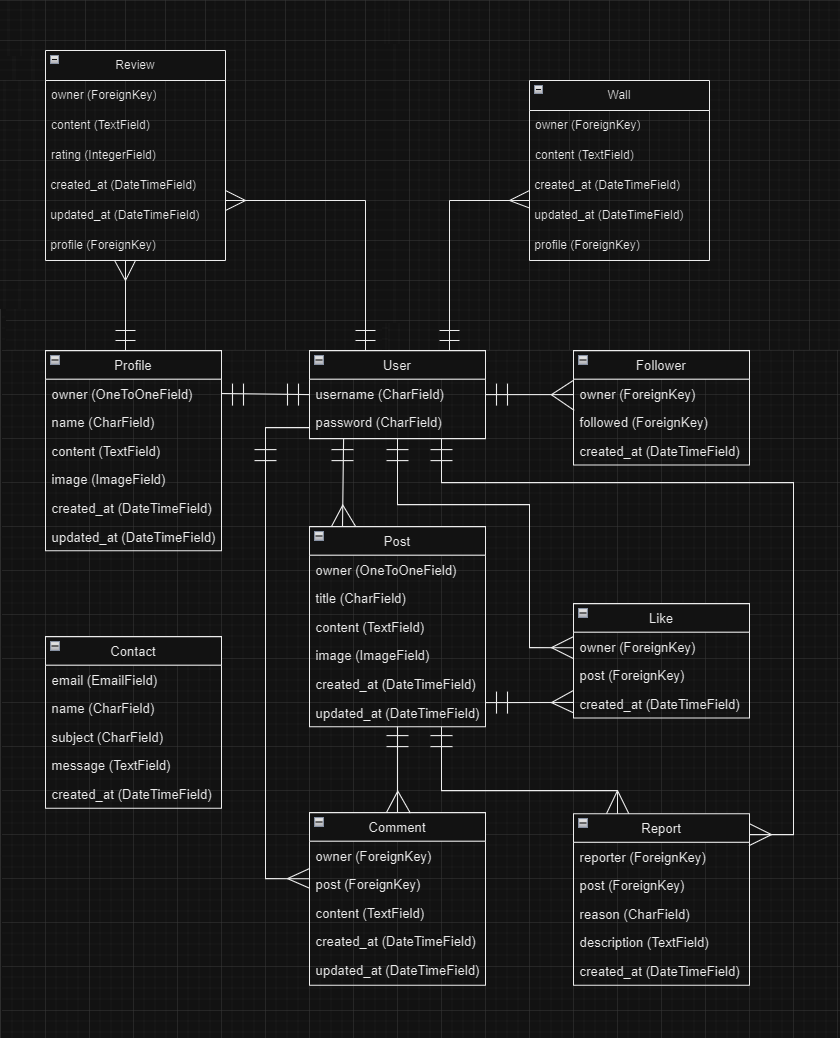 Review
owner (ForeignKey)
content (TextField)
rating (IntegerField)
created_at (DateTimeField)
updated_at (DateTimeField)
profile (ForeignKey)
Wall
owner (ForeignKey)
content (TextField)
created_at (DateTimeField)
updated_at (DateTimeField)
profile (ForeignKey)
Profile
owner (OneToOneField)
name (CharField)
content (TextField)
image (ImageField)
created_at (DateTimeField)
updated_at (DateTimeField)
User
username (CharField)
password (CharField)
Follower
owner (ForeignKey)
followed (ForeignKey)
created_at (DateTimeField)
Post
owner (OneToOneField)
title (CharField)
content (TextField)
image (ImageField)
created_at (DateTimeField)
updated_at (DateTimeField)
Like
owner (ForeignKey)
post (ForeignKey)
created_at (DateTimeField)
Contact
email (EmailField)
name (CharField)
subject (CharField)
message (TextField)
created_at (DateTimeField)
Comment
owner (ForeignKey)
post (ForeignKey)
content (TextField)
created_at (DateTimeField)
updated_at (DateTimeField)
Report
reporter (ForeignKey)
post (ForeignKey)
reason (CharField)
description (TextField)
created_at (DateTimeField)